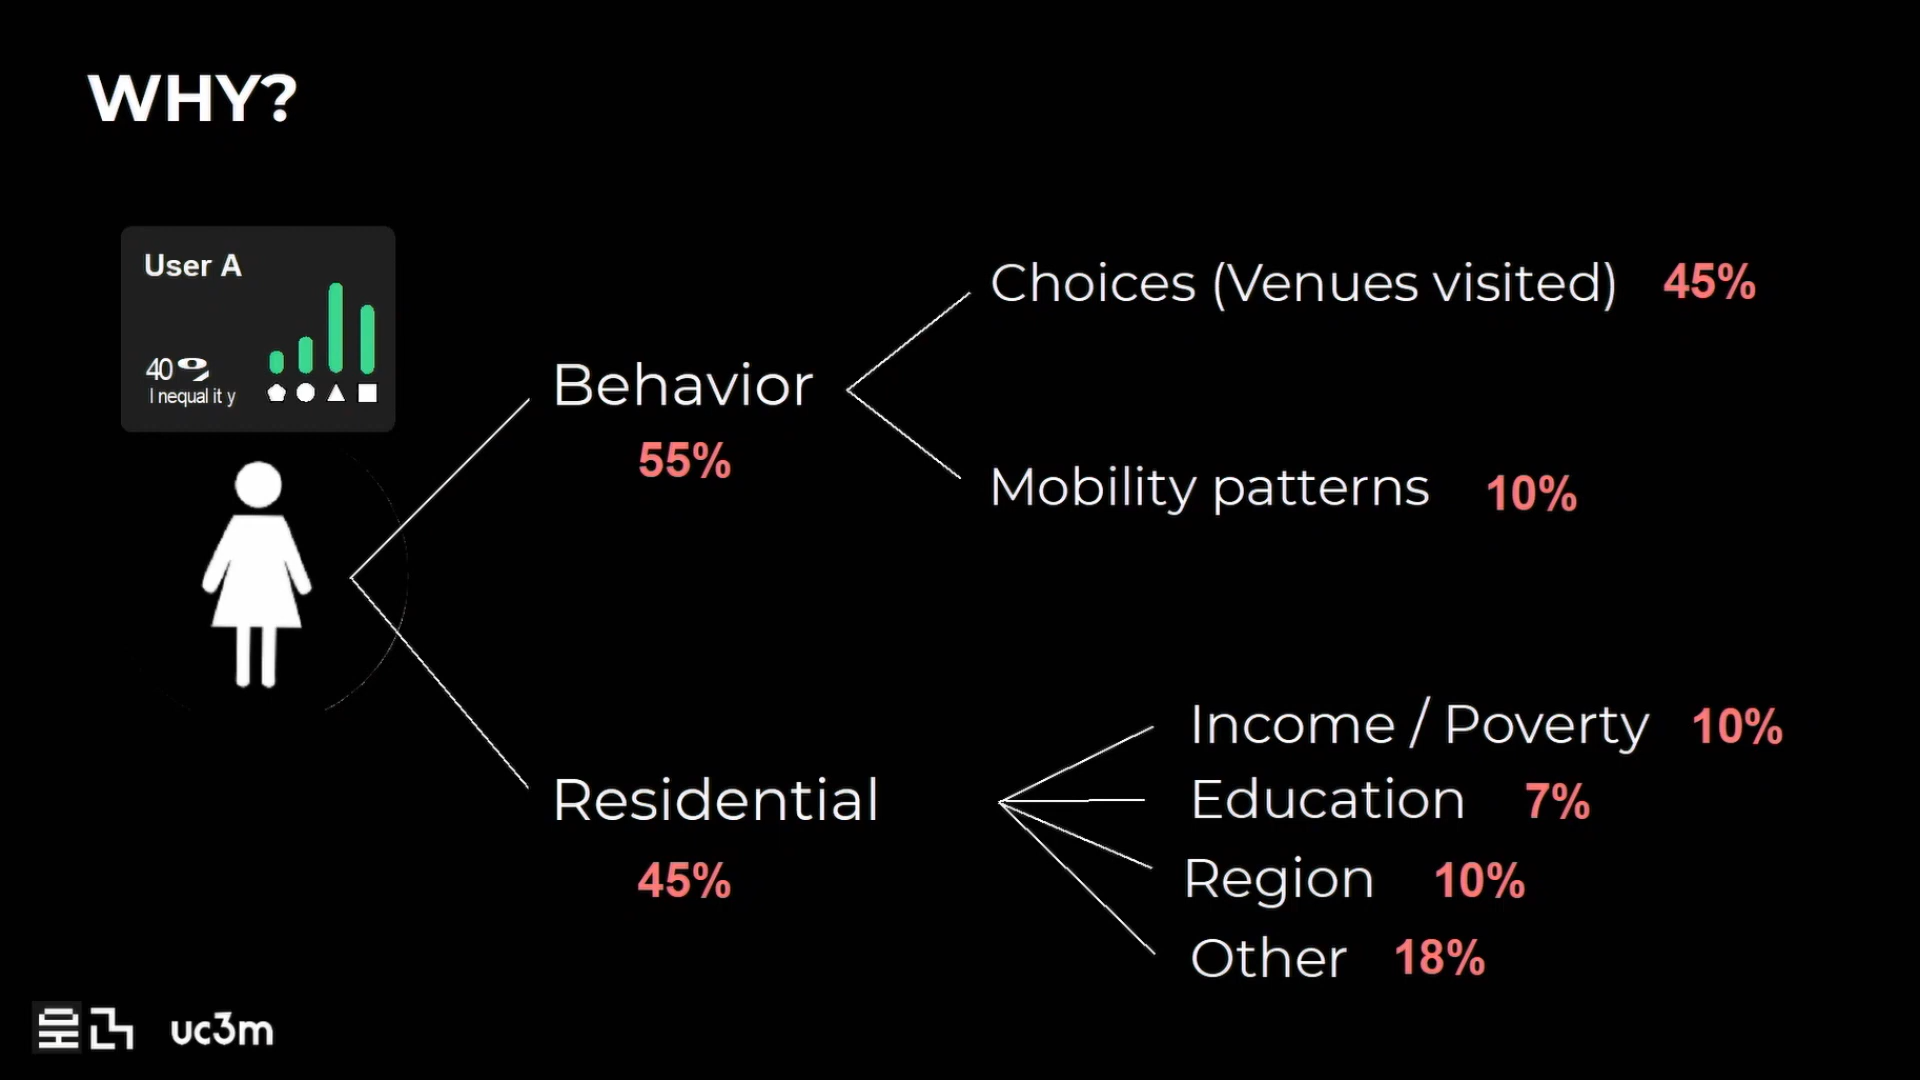 WHY?
User A
40
I nequal it y
Behavior
55%
Choices (Venues visited) 45%
Mobility patterns 10%
Residential
45%
Income / Poverty 10%
Education 7%
Region 10%
Other 18%
uc3m